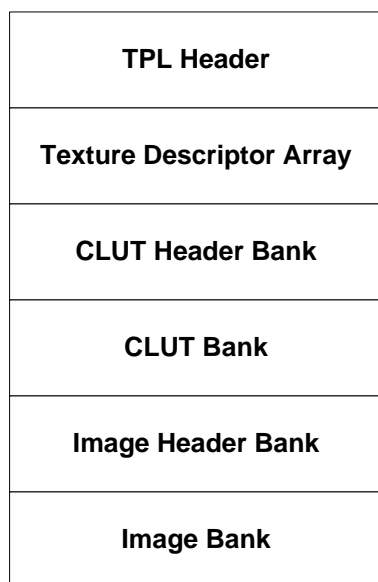 TPL Header
Texture Descriptor Array
CLUT Header Bank
CLUT Bank
Image Header Bank
Image Bank